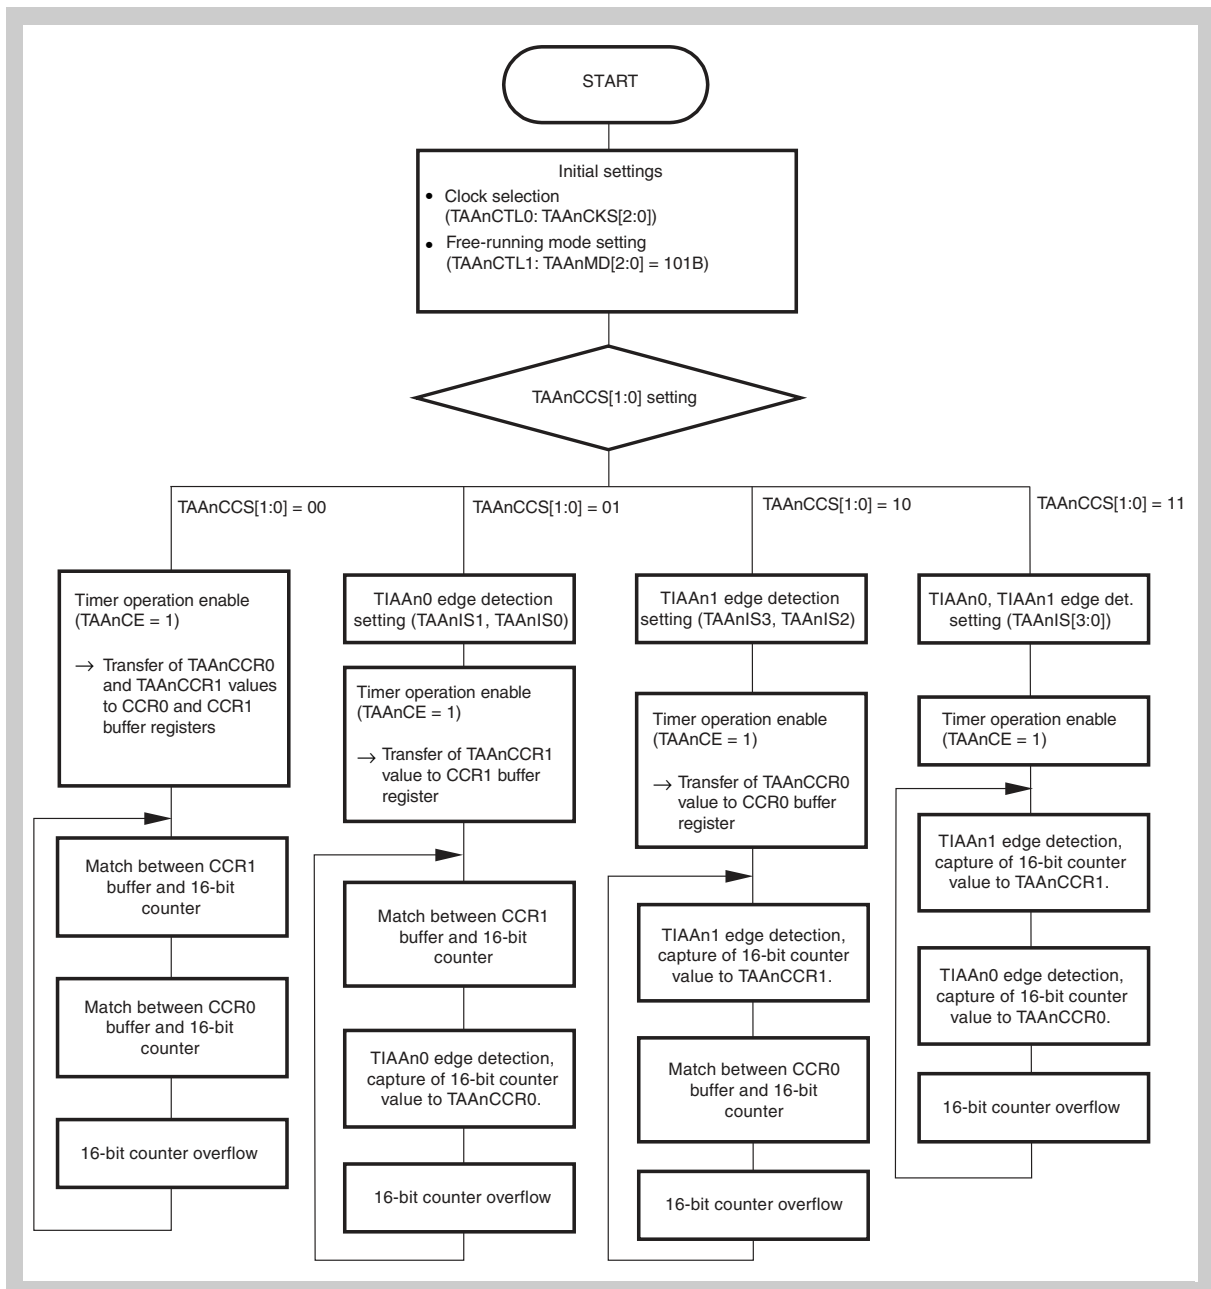 START
Initial settings
• Clock selection
(TAAnCTL0: TAAnCKS[2:0])
• Free-running mode setting
(TAAnCTL1: TAAnMD[2:0] = 101B)
TAAnCCS[1:0] setting
TAAnCCS[1:0] = 00
TAAnCCS[1:0] = 01
TAAnCCS[1:0] = 10
TAAnCCS[1:0] = 11
Timer operation enable
(TAAnCE = 1)
→ Transfer of TAAnCCR0
and TAAnCCR1 values
to CCR0 and CCR1
buffer registers
Match between CCR1
buffer and 16-bit
counter
Match between CCR0
buffer and 16-bit
counter
16-bit counter overflow
TIAAn0 edge detection
setting (TAAnIS1, TAAnIS0)
Timer operation enable
(TAAnCE = 1)
→ Transfer of TAAnCCR1
value to CCR1 buffer
register
Match between CCR1
buffer and 16-bit
counter
TIAAn0 edge detection,
capture of 16-bit counter
value to TAAnCCR0.
16-bit counter overflow
TIAAn1 edge detection
setting (TAAnIS3, TAAnIS2)
Timer operation enable
(TAAnCE = 1)
→ Transfer of TAAnCCR0
value to CCR0 buffer
register
TIAAn1 edge detection,
capture of 16-bit counter
value to TAAnCCR1.
Match between CCR0
buffer and 16-bit
counter
16-bit counter overflow
TIAAn0, TIAAn1 edge det.
setting (TAAnIS[3:0])
Timer operation enable
(TAAnCE = 1)
TIAAn1 edge detection,
capture of 16-bit counter
value to TAAnCCR1.
TIAAn0 edge detection,
capture of 16-bit counter
value to TAAnCCR0.
16-bit counter overflow